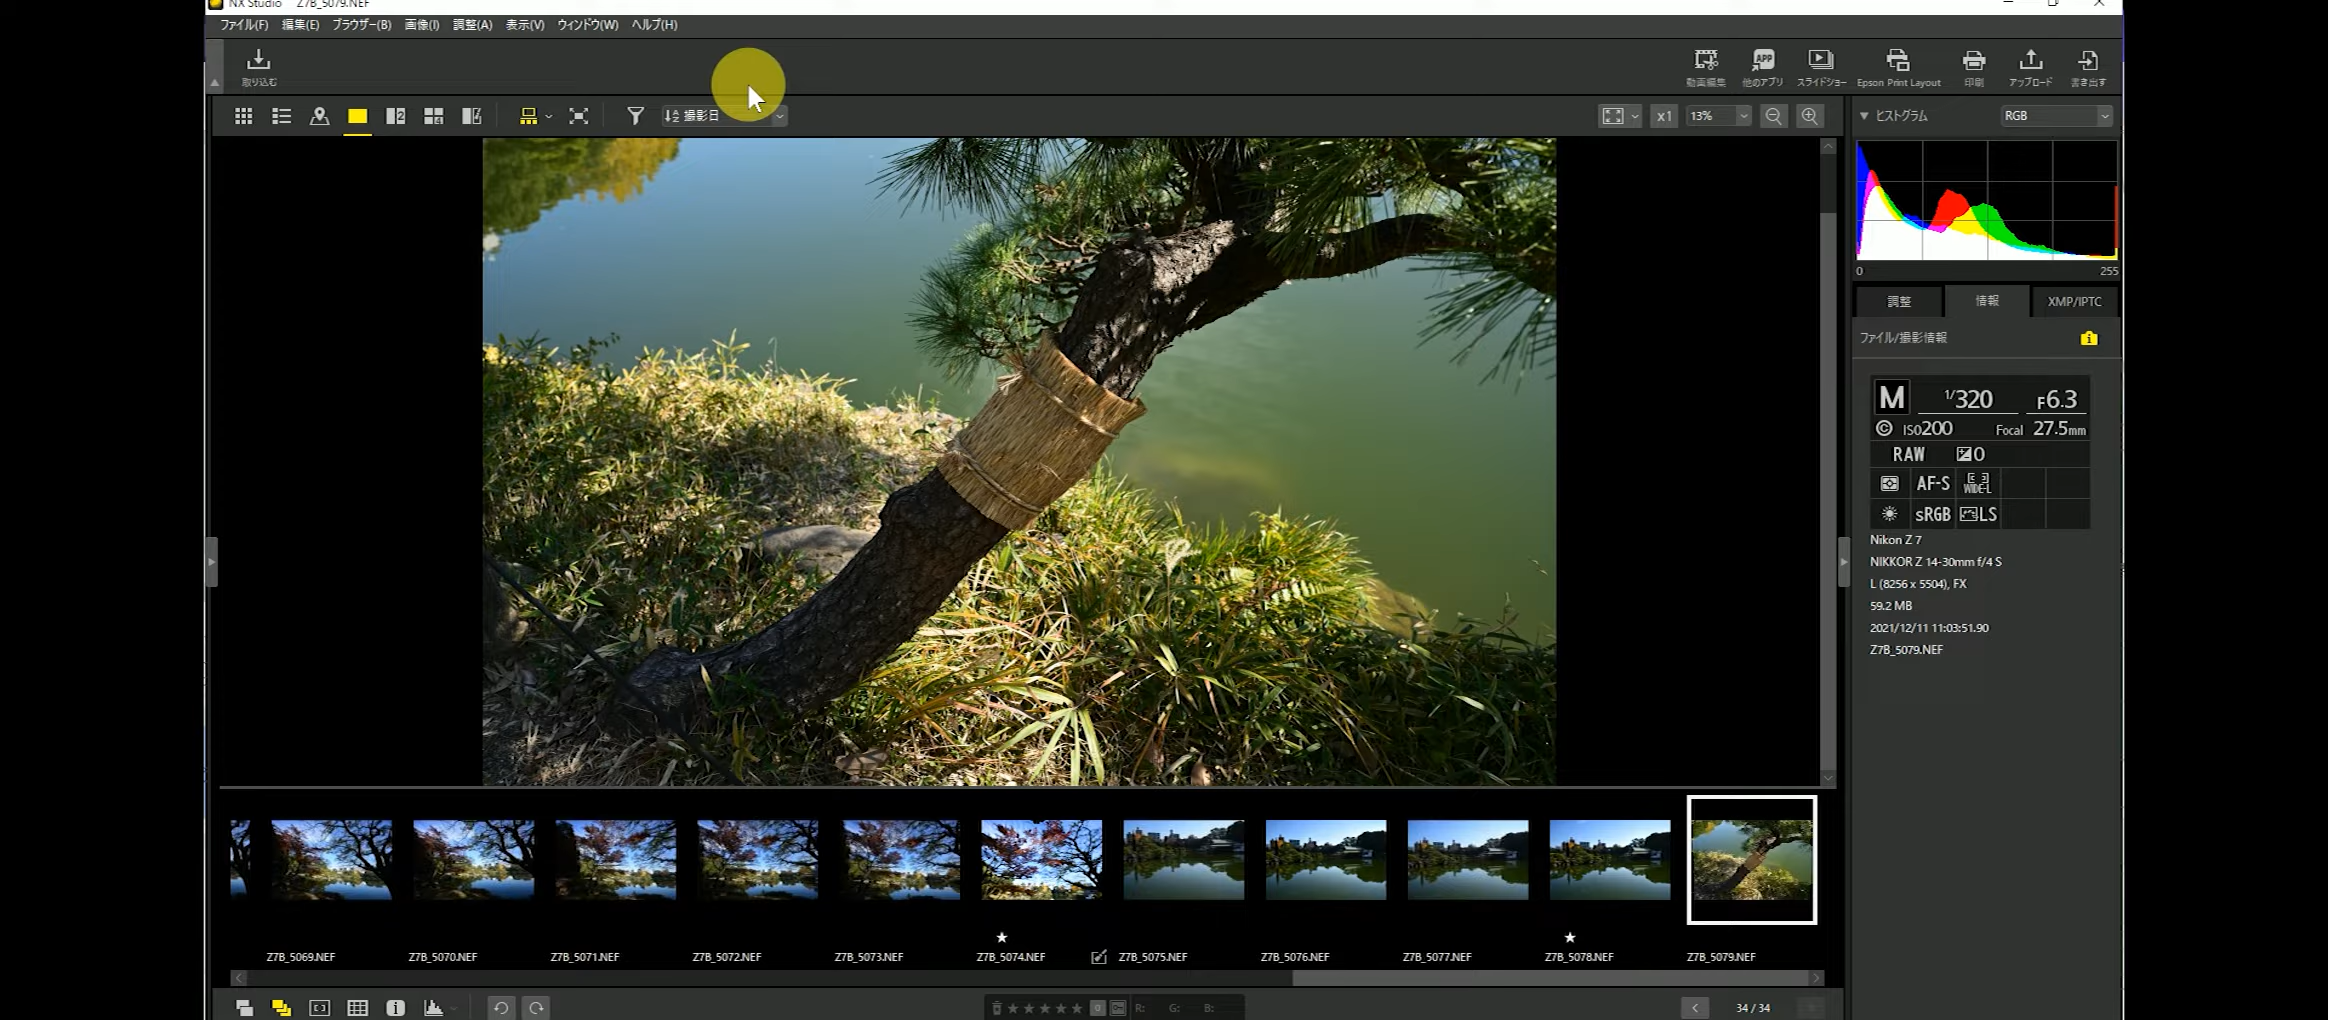 NX Studio Z7B_5079.NEF
ファイル(F) 編集(E) ブラウザー(B) 画像(I) 調整(A) 表示(V) ウィンドウ(W) ヘルプ(H)
取り込む
動画編集 他のアプリ スライドショー Epson Print Layout 印刷 アップロード 書き出す
撮影日
x1 13%
ヒストグラム RGB
0 255
調整 情報 XMP/IPTC
ファイル/撮影情報
M 1/320 F6.3
© ISO200 Focal 27.5mm
RAW 0
AF-S WIDE-L
sRGB LS
Nikon Z 7
NIKKOR Z 14-30mm f/4 S
L (8256 x 5504), FX
59.2 MB
2021/12/11 11:03:51.90
Z7B_5079.NEF
Z7B_5069.NEF Z7B_5070.NEF Z7B_5071.NEF Z7B_5072.NEF Z7B_5073.NEF Z7B_5074.NEF Z7B_5075.NEF Z7B_5076.NEF Z7B_5077.NEF Z7B_5078.NEF Z7B_5079.NEF
R: G: B:
34 / 34